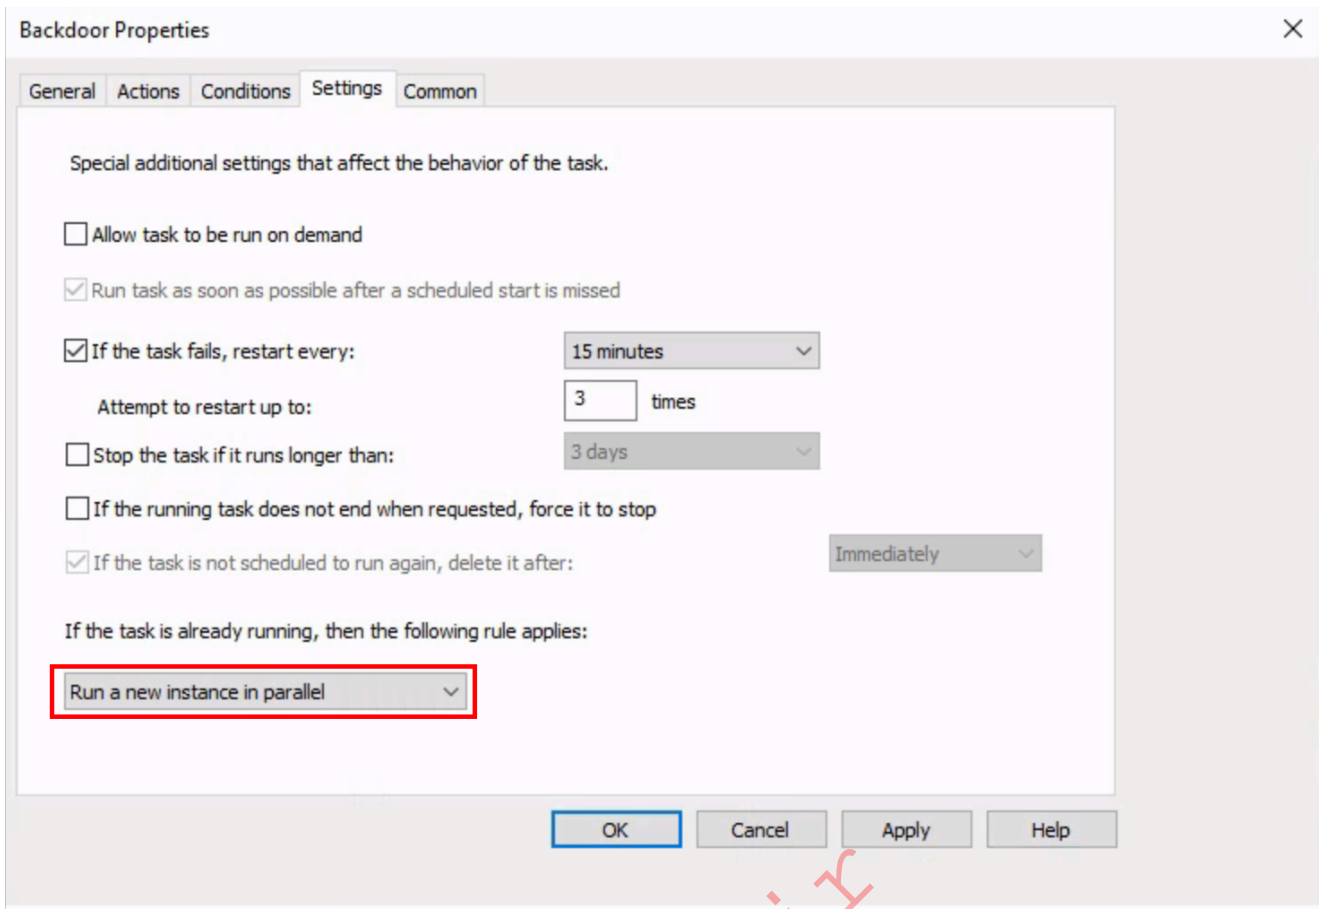 Backdoor Properties
General Actions Conditions Settings Common
Special additional settings that affect the behavior of the task.
Allow task to be run on demand
Run task as soon as possible after a scheduled start is missed
If the task fails, restart every: 15 minutes
Attempt to restart up to: 3 times
Stop the task if it runs longer than: 3 days
If the running task does not end when requested, force it to stop
If the task is not scheduled to run again, delete it after: Immediately
If the task is already running, then the following rule applies:
Run a new instance in parallel
OK Cancel Apply Help